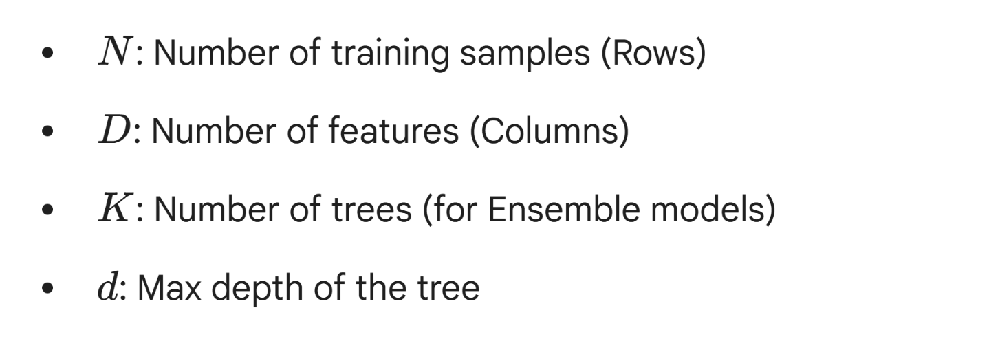 • N: Number of training samples (Rows)
• D: Number of features (Columns)
• K: Number of trees (for Ensemble models)
• d: Max depth of the tree